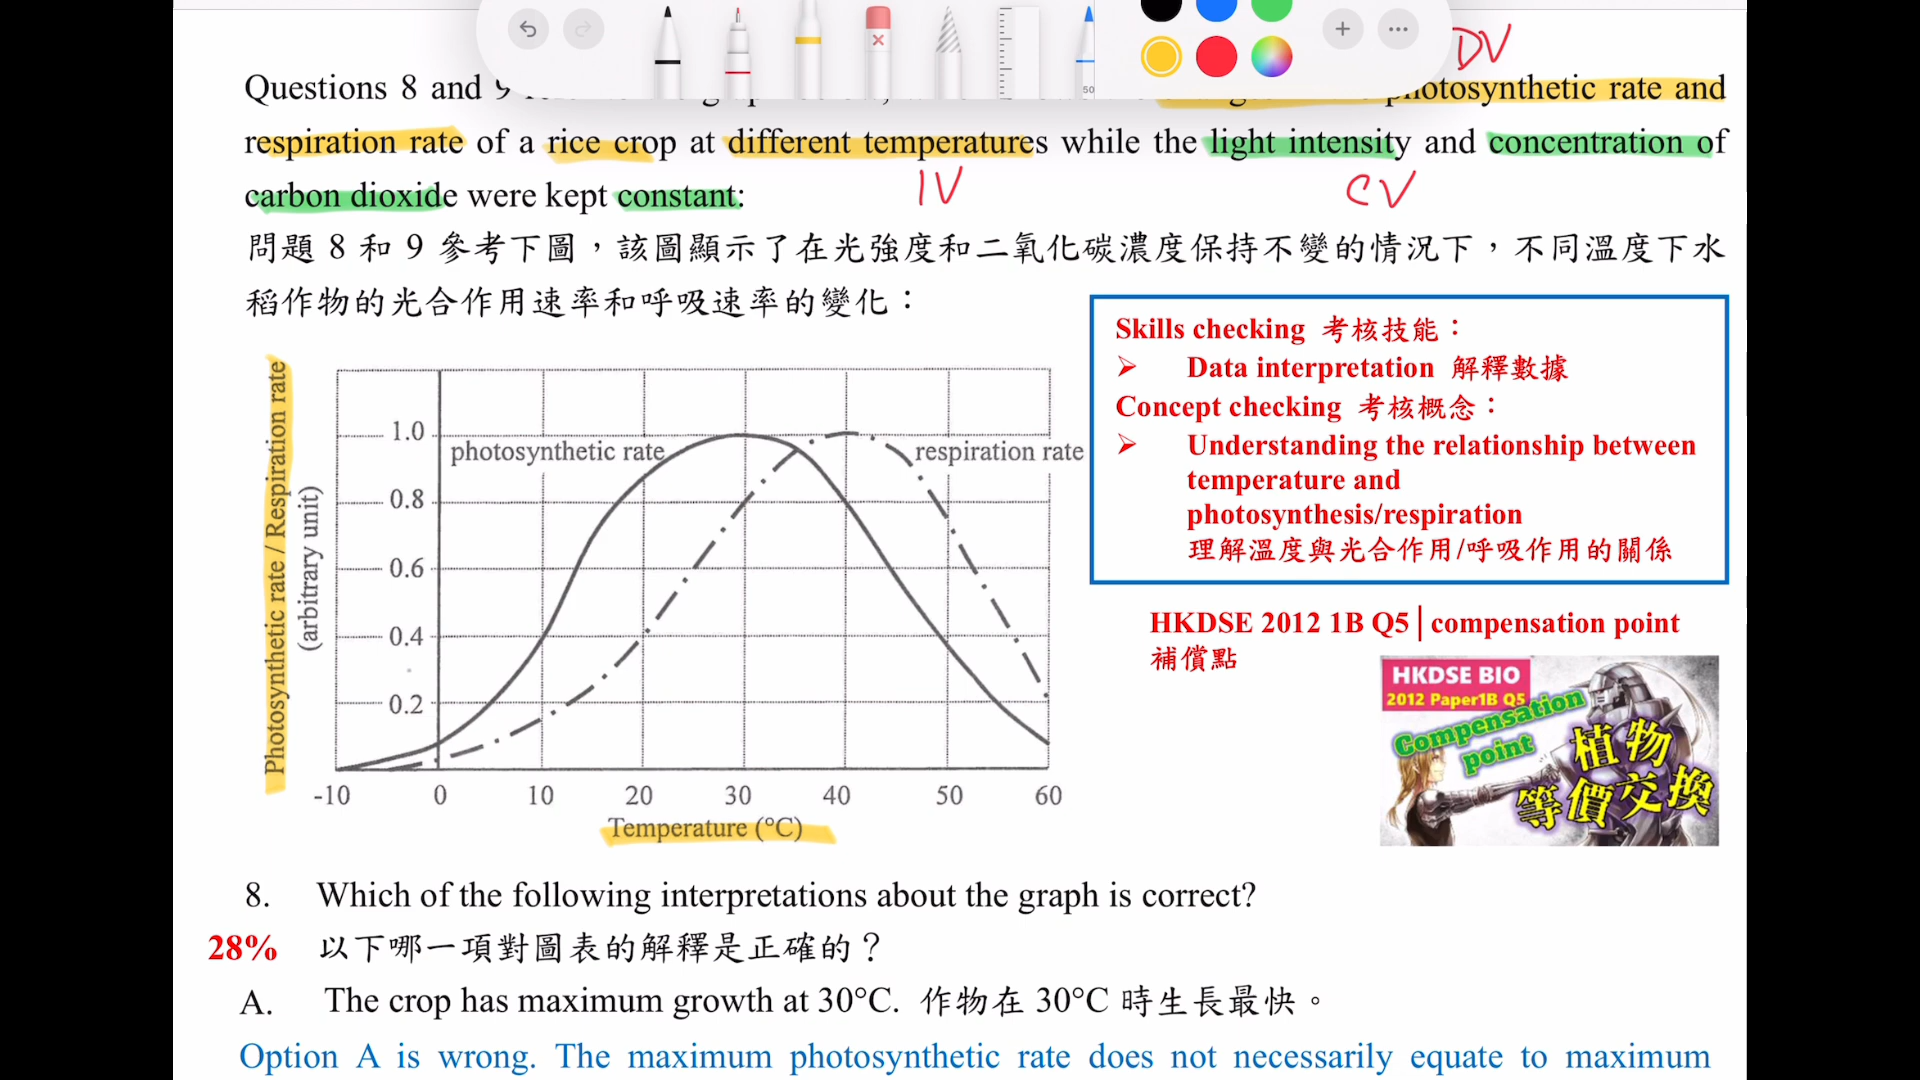 DV
Questions 8 and 9
photosynthetic rate and
respiration rate of a rice crop at different temperatures while the light intensity and concentration of
carbon dioxide were kept constant:
IV
CV
問題 8 和 9 參考下圖，該圖顯示了在光強度和二氧化碳濃度保持不變的情況下，不同溫度下水
稻作物的光合作用速率和呼吸速率的變化：
Skills checking 考核技能：
Data interpretation 解釋數據
Concept checking 考核概念：
Understanding the relationship between
temperature and
photosynthesis/respiration
理解溫度與光合作用/呼吸作用的關係
Photosynthetic rate / Respiration rate
(arbitrary unit)
1.0
0.8
0.6
0.4
0.2
photosynthetic rate
respiration rate
-10 0 10 20 30 40 50 60
Temperature (°C)
HKDSE 2012 1B Q5│compensation point
補償點
HKDSE BIO
2012 Paper1B Q5
Compensation
point
植物
等價交換
8. Which of the following interpretations about the graph is correct?
28% 以下哪一項對圖表的解釋是正確的？
A. The crop has maximum growth at 30°C. 作物在 30°C 時生長最快。
Option A is wrong. The maximum photosynthetic rate does not necessarily equate to maximum
50